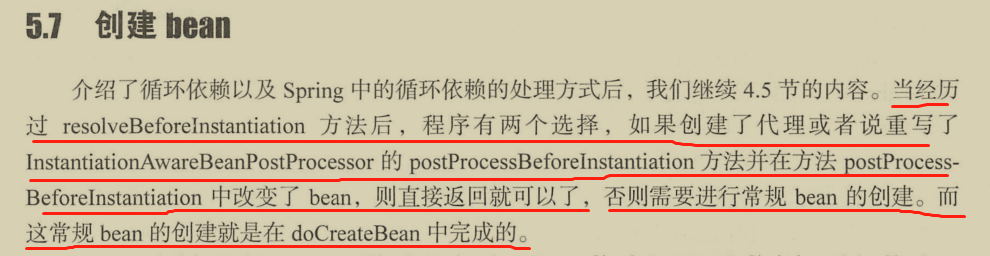 5.7 创建 bean
介绍了循环依赖以及 Spring 中的循环依赖的处理方式后，我们继续 4.5 节的内容。当经历
过 resolveBeforeInstantiation 方法后，程序有两个选择，如果创建了代理或者说重写了
InstantiationAwareBeanPostProcessor 的 postProcessBeforeInstantiation 方法并在方法 postProcess-
BeforeInstantiation 中改变了 bean，则直接返回就可以了，否则需要进行常规 bean 的创建。而
这常规 bean 的创建就是在 doCreateBean 中完成的。